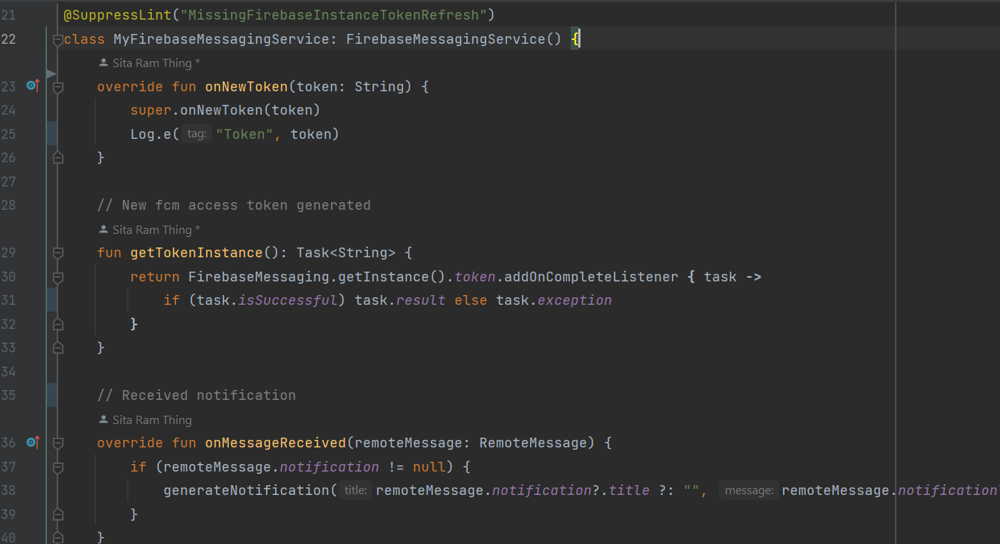 21 @SuppressLint("MissingFirebaseInstanceTokenRefresh")
22 class MyFirebaseMessagingService: FirebaseMessagingService() {
Sita Ram Thing *
23 override fun onNewToken(token: String) {
24 super.onNewToken(token)
25 Log.e( tag: "Token", token)
26 }
27
28 // New fcm access token generated
Sita Ram Thing *
29 fun getTokenInstance(): Task<String> {
30 return FirebaseMessaging.getInstance().token.addOnCompleteListener { task ->
31 if (task.isSuccessful) task.result else task.exception
32 }
33 }
34
35 // Received notification
Sita Ram Thing
36 override fun onMessageReceived(remoteMessage: RemoteMessage) {
37 if (remoteMessage.notification != null) {
38 generateNotification( title: remoteMessage.notification?.title ?: "", message: remoteMessage.notification?
39 }
40 }